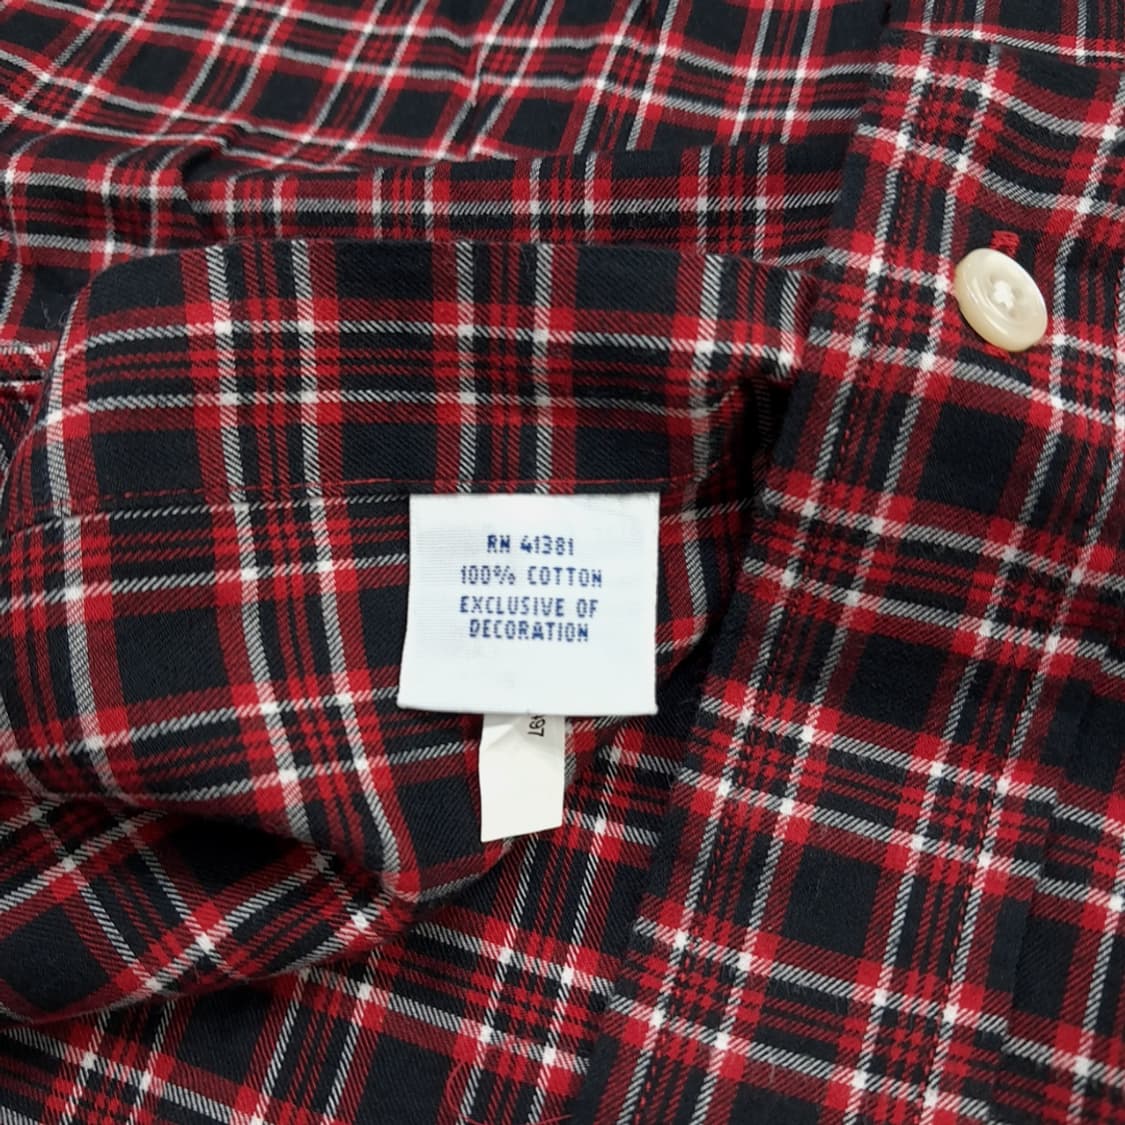 RN 41381
100% COTTON
EXCLUSIVE OF
DECORATION